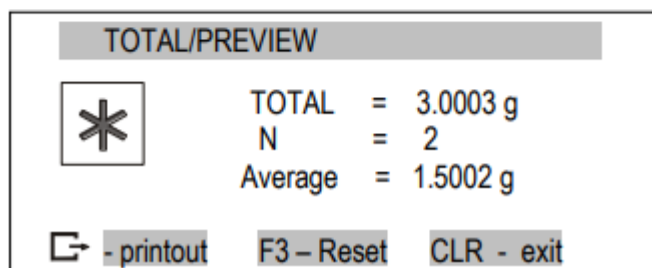 TOTAL/PREVIEW
TOTAL = 3.0003 g
N = 2
Average = 1.5002 g
- printout F3 – Reset CLR - exit